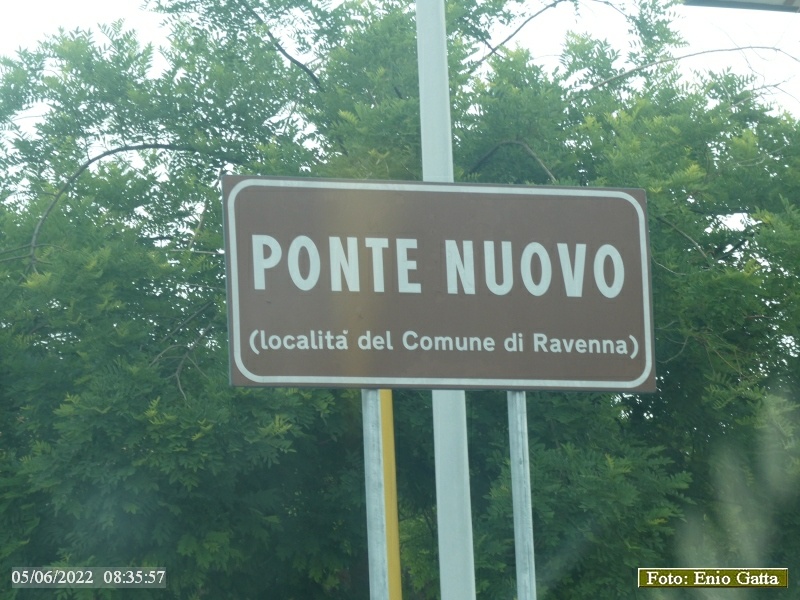 PONTE NUOVO
(località del Comune di Ravenna)
05/06/2022 08:35:57
Foto: Enio Gatta